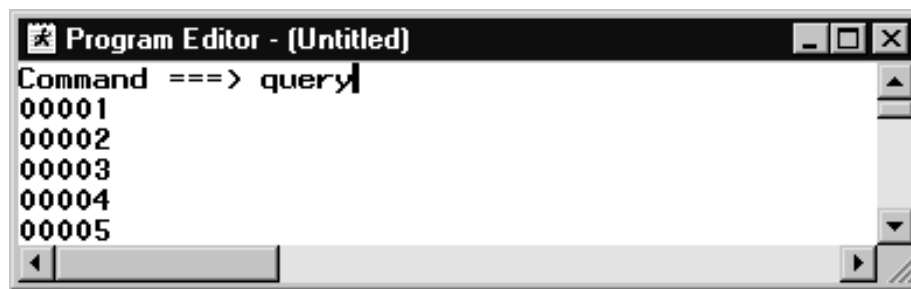 Program Editor - (Untitled)
Command ===> query
00001
00002
00003
00004
00005